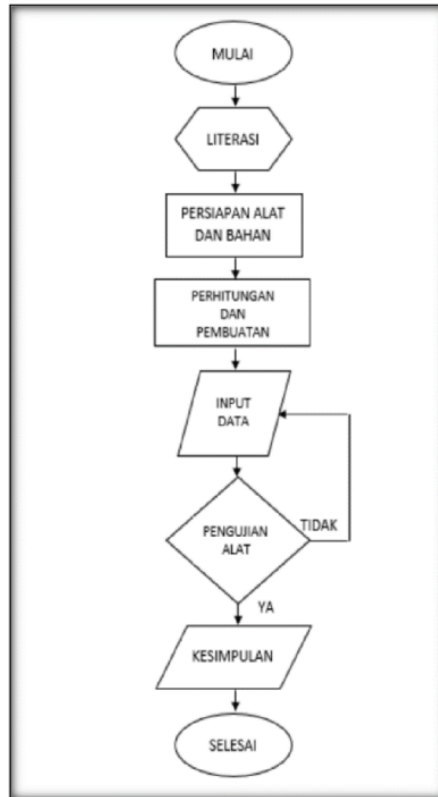 MULAI
LITERASI
PERSIAPAN ALAT
DAN BAHAN
PERHITUNGAN
DAN
PEMBUATAN
INPUT
DATA
PENGUJIAN
ALAT
TIDAK
YA
KESIMPULAN
SELESAI